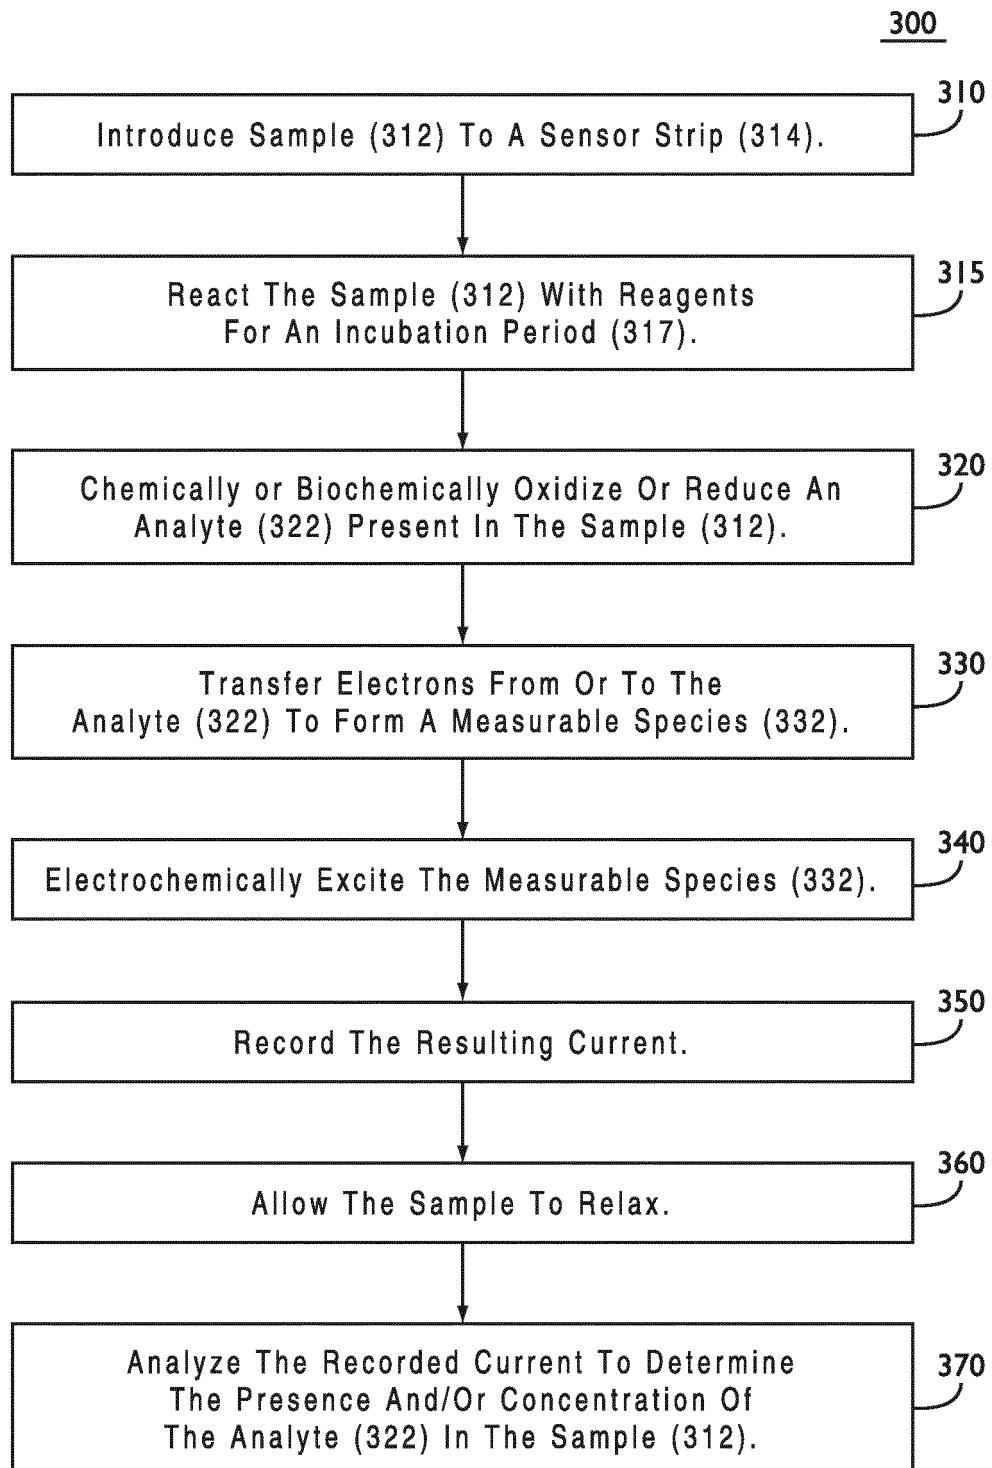 300
310
Introduce Sample (312) To A Sensor Strip (314).
315
React The Sample (312) With Reagents
For An Incubation Period (317).
320
Chemically or Biochemically Oxidize Or Reduce An
Analyte (322) Present In The Sample (312).
330
Transfer Electrons From Or To The
Analyte (322) To Form A Measurable Species (332).
340
Electrochemically Excite The Measurable Species (332).
350
Record The Resulting Current.
360
Allow The Sample To Relax.
370
Analyze The Recorded Current To Determine
The Presence And/Or Concentration Of
The Analyte (322) In The Sample (312).